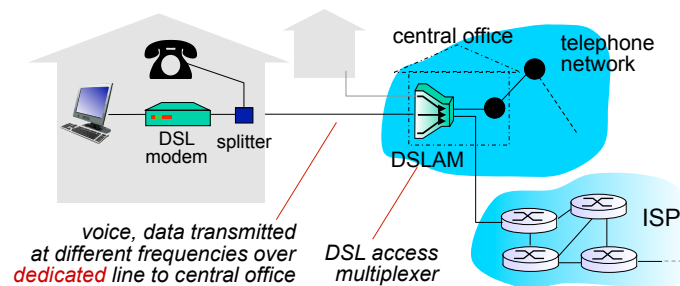 central office
telephone
network
DSL
modem
splitter
DSLAM
voice, data transmitted
at different frequencies over
dedicated line to central office
DSL access
multiplexer
ISP